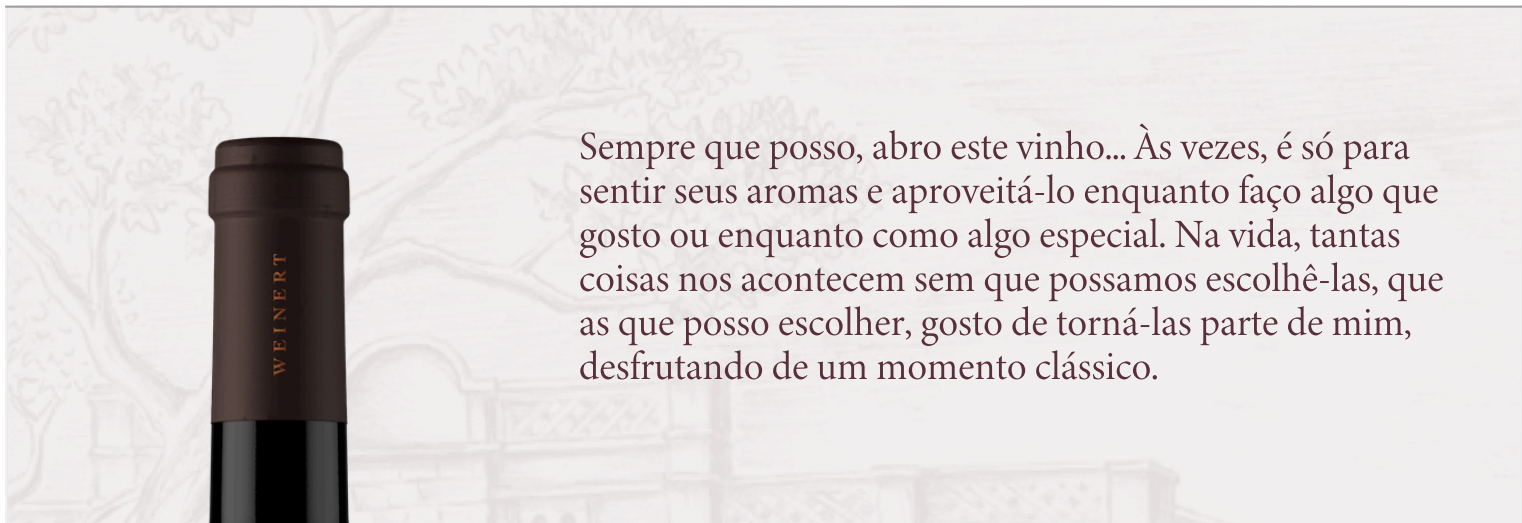 WEINERT
Sempre que posso, abro este vinho... Às vezes, é só para
sentir seus aromas e aproveitá-lo enquanto faço algo que
gosto ou enquanto como algo especial. Na vida, tantas
coisas nos acontecem sem que possamos escolhê-las, que
as que posso escolher, gosto de torná-las parte de mim,
desfrutando de um momento clássico.